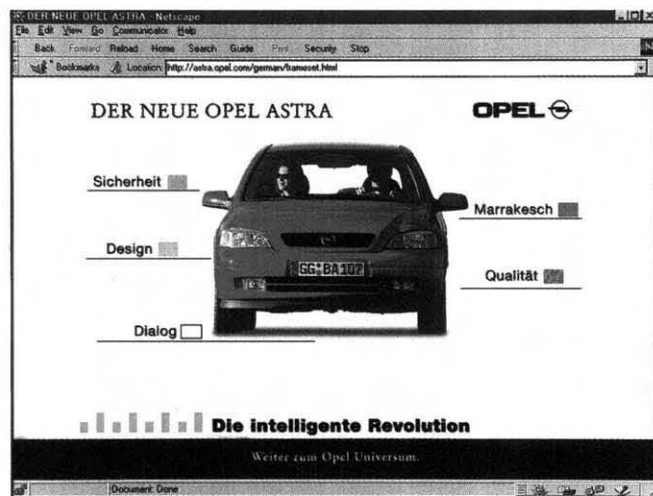 DER NEUE OPEL ASTRA - Netscape
File Edit View Go Communicator Help
Back Forward Reload Home Search Guide Print Security Stop
Bookmarks Location: http://astra.opel.com/german/frameset.html
DER NEUE OPEL ASTRA
OPEL
Sicherheit
Marrakesch
Design
GG-BA107
Qualität
Dialog
Die intelligente Revolution
Weiter zum Opel Universum.
Document: Done